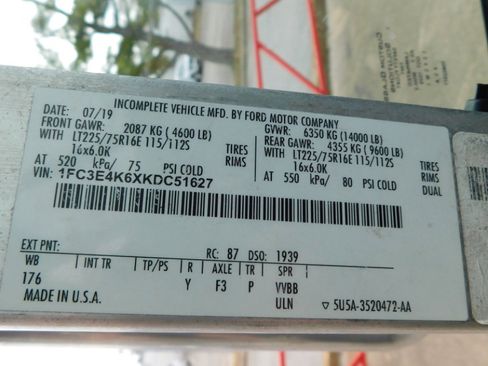 INCOMPLETE VEHICLE MFD. BY FORD MOTOR COMPANY
DATE: 07/19
GVWR: 6350 KG (14000 LB)
FRONT GAWR: 2087 KG (4600 LB)
REAR GAWR: 4355 KG (9600 LB)
WITH LT225/75R16E 115/112S TIRES
WITH LT225/75R16E 115/112S TIRES
16x6.0K RIMS
16x6.0K RIMS
AT 520 kPa/ 75 PSI COLD
AT 550 kPa/ 80 PSI COLD DUAL
VIN: 1FC3E4K6XKDC51627
EXT PNT: RC: 87 DSO: 1939
WB INT TR TP/PS R AXLE TR SPR
176 Y F3 P VVBB
MADE IN U.S.A. ULN ▽ 5U5A-3520472-AA